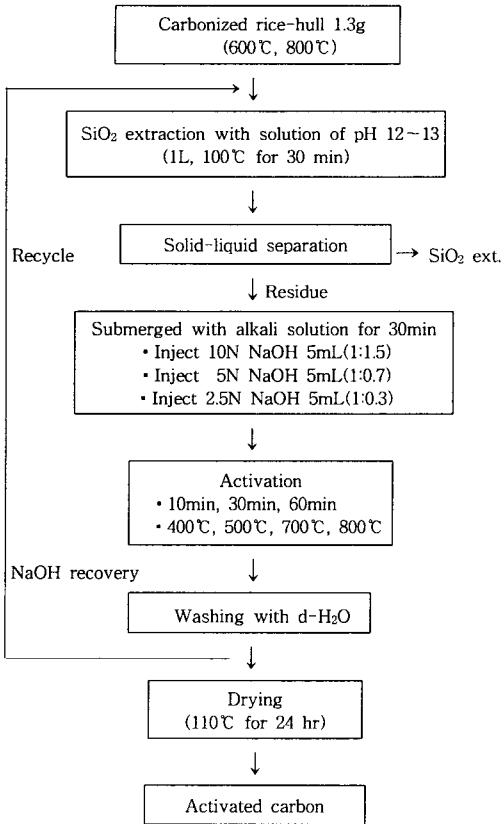 Carbonized rice-hull 1.3g
(600℃, 800℃)
SiO₂ extraction with solution of pH 12~13
(1L, 100℃ for 30 min)
Solid-liquid separation
SiO₂ ext.
Recycle
Residue
Submerged with alkali solution for 30min
・Inject 10N NaOH 5mL(1:1.5)
・Inject 5N NaOH 5mL(1:0.7)
・Inject 2.5N NaOH 5mL(1:0.3)
Activation
・10min, 30min, 60min
・400℃, 500℃, 700℃, 800℃
NaOH recovery
Washing with d-H₂O
Drying
(110℃ for 24 hr)
Activated carbon